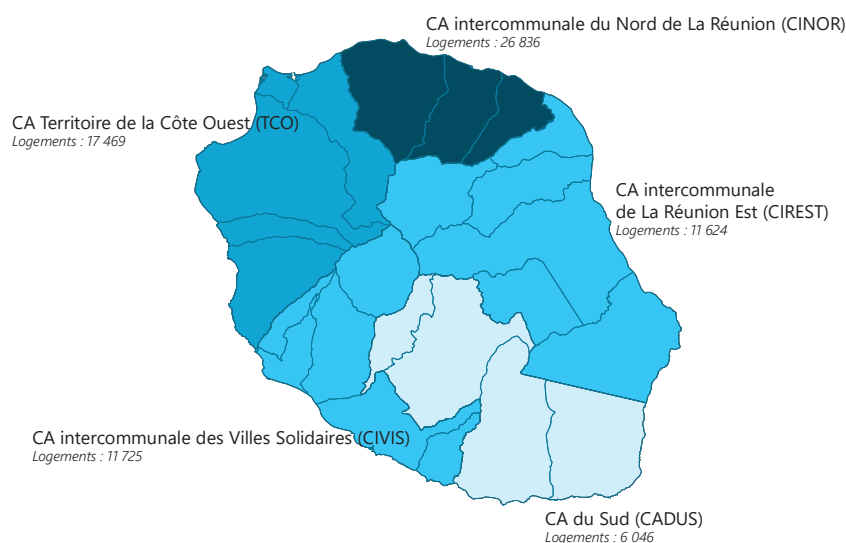 CA intercommunale du Nord de La Réunion (CINOR)
Logements : 26 836
CA Territoire de la Côte Ouest (TCO)
Logements : 17 469
CA intercommunale
de La Réunion Est (CIREST)
Logements : 11 624
CA intercommunale des Villes Solidaires (CIVIS)
Logements : 11 725
CA du Sud (CADUS)
Logements : 6 046